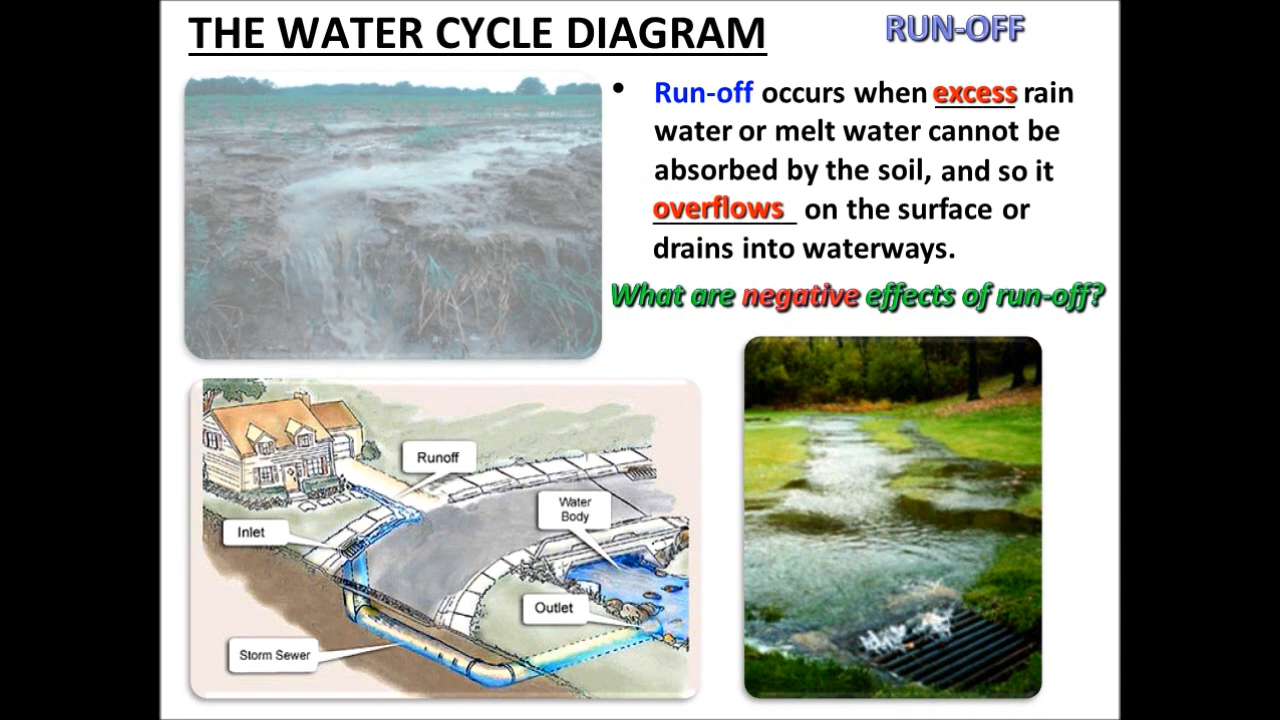 THE WATER CYCLE DIAGRAM
RUN-OFF
• Run-off occurs when excess rain
water or melt water cannot be
absorbed by the soil, and so it
overflows on the surface or
drains into waterways.
What are negative effects of run-off?
Runoff
Water
Body
Inlet
Outlet
Storm Sewer